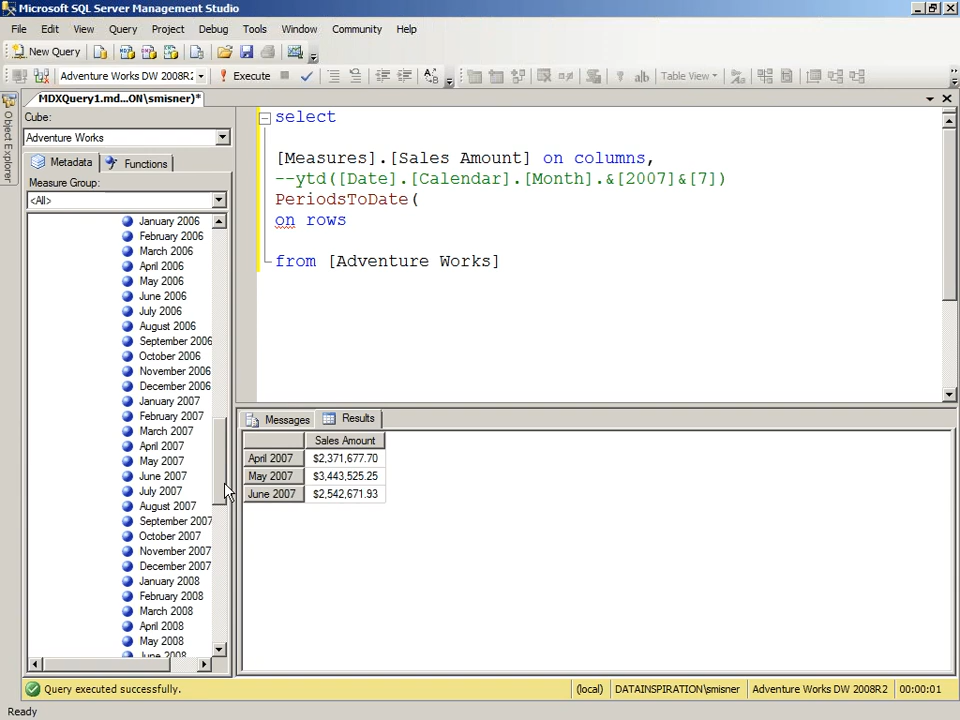 Microsoft SQL Server Management Studio
File Edit View Query Project Debug Tools Window Community Help
New Query
Adventure Works DW 2008R2 Execute Table View
MDXQuery1.md...ON\smisner)*
Object Explorer
Cube:
Adventure Works
Metadata Functions
Measure Group:
<All>
January 2006
February 2006
March 2006
April 2006
May 2006
June 2006
July 2006
August 2006
September 2006
October 2006
November 2006
December 2006
January 2007
February 2007
March 2007
April 2007
May 2007
June 2007
July 2007
August 2007
September 2007
October 2007
November 2007
December 2007
January 2008
February 2008
March 2008
April 2008
May 2008
June 2008
select
[Measures].[Sales Amount] on columns,
--ytd([Date].[Calendar].[Month].&[2007]&[7])
PeriodsToDate(
on rows
from [Adventure Works]
Messages Results
Sales Amount
April 2007 $2,371,677.70
May 2007 $3,443,525.25
June 2007 $2,542,671.93
Query executed successfully. (local) DATAINSPIRATION\smisner Adventure Works DW 2008R2 00:00:01
Ready